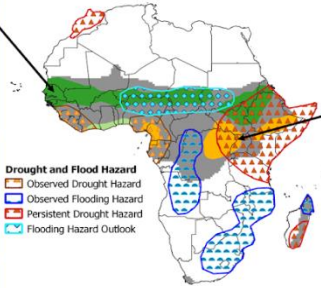 Drought and Flood Hazard
Observed Drought Hazard
Observed Flooding Hazard
Persistent Drought Hazard
Flooding Hazard Outlook